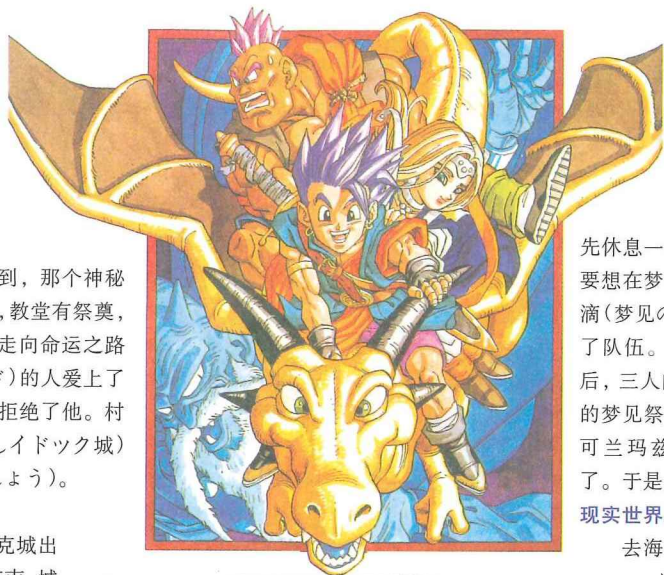 到，那个神秘
，教堂有祭奠，
走向命运之路
ド）的人爱上了
拒绝了他。村
しイドツク城）
ょう）。
克城出
先休息一
要想在梦
滴（梦见の
了队伍。
后，三人
的梦见祭
可兰玛兹
了。于是
现实世界
去海